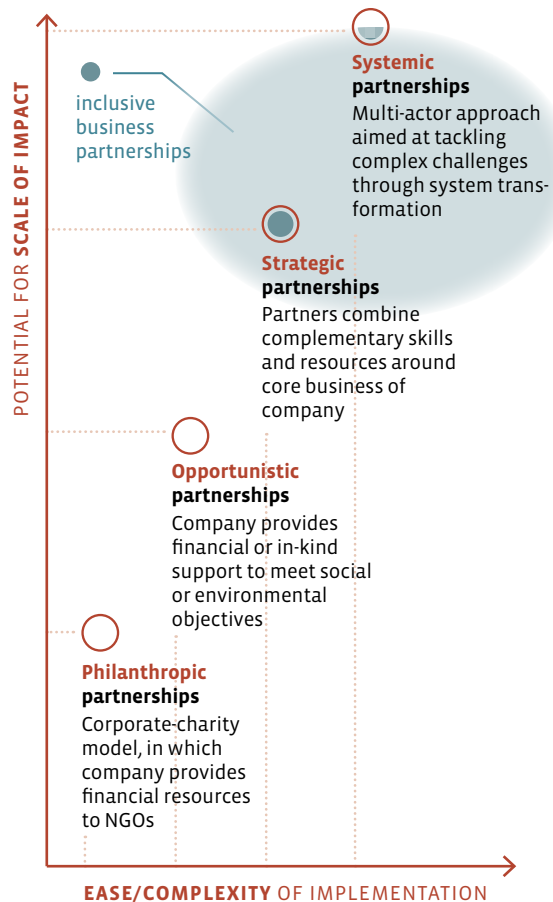 Systemic
partnerships
Multi-actor approach
aimed at tackling
complex challenges
through system trans-
formation
inclusive
business
partnerships
POTENTIAL FOR SCALE OF IMPACT
Strategic
partnerships
Partners combine
complementary skills
and resources around
core business of
company
Opportunistic
partnerships
Company provides
financial or in-kind
support to meet social
or environmental
objectives
Philanthropic
partnerships
Corporate-charity
model, in which
company provides
financial resources
to NGOs
EASE/COMPLEXITY OF IMPLEMENTATION